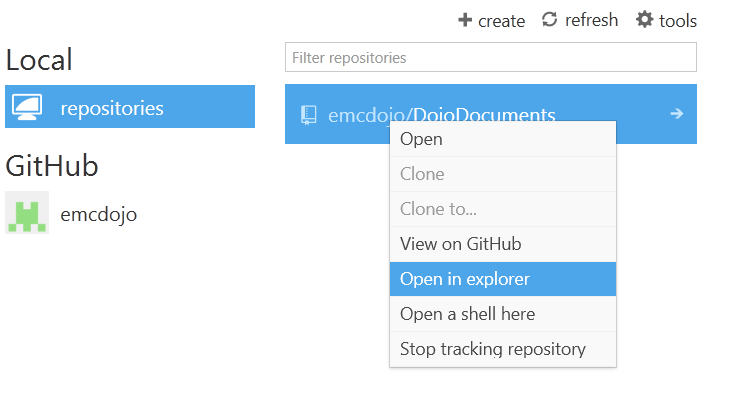 create refresh tools
Local
Filter repositories
repositories
emcdojo/DojoDocuments
Open
GitHub
Clone
emcdojo
Clone to...
View on GitHub
Open in explorer
Open a shell here
Stop tracking repository